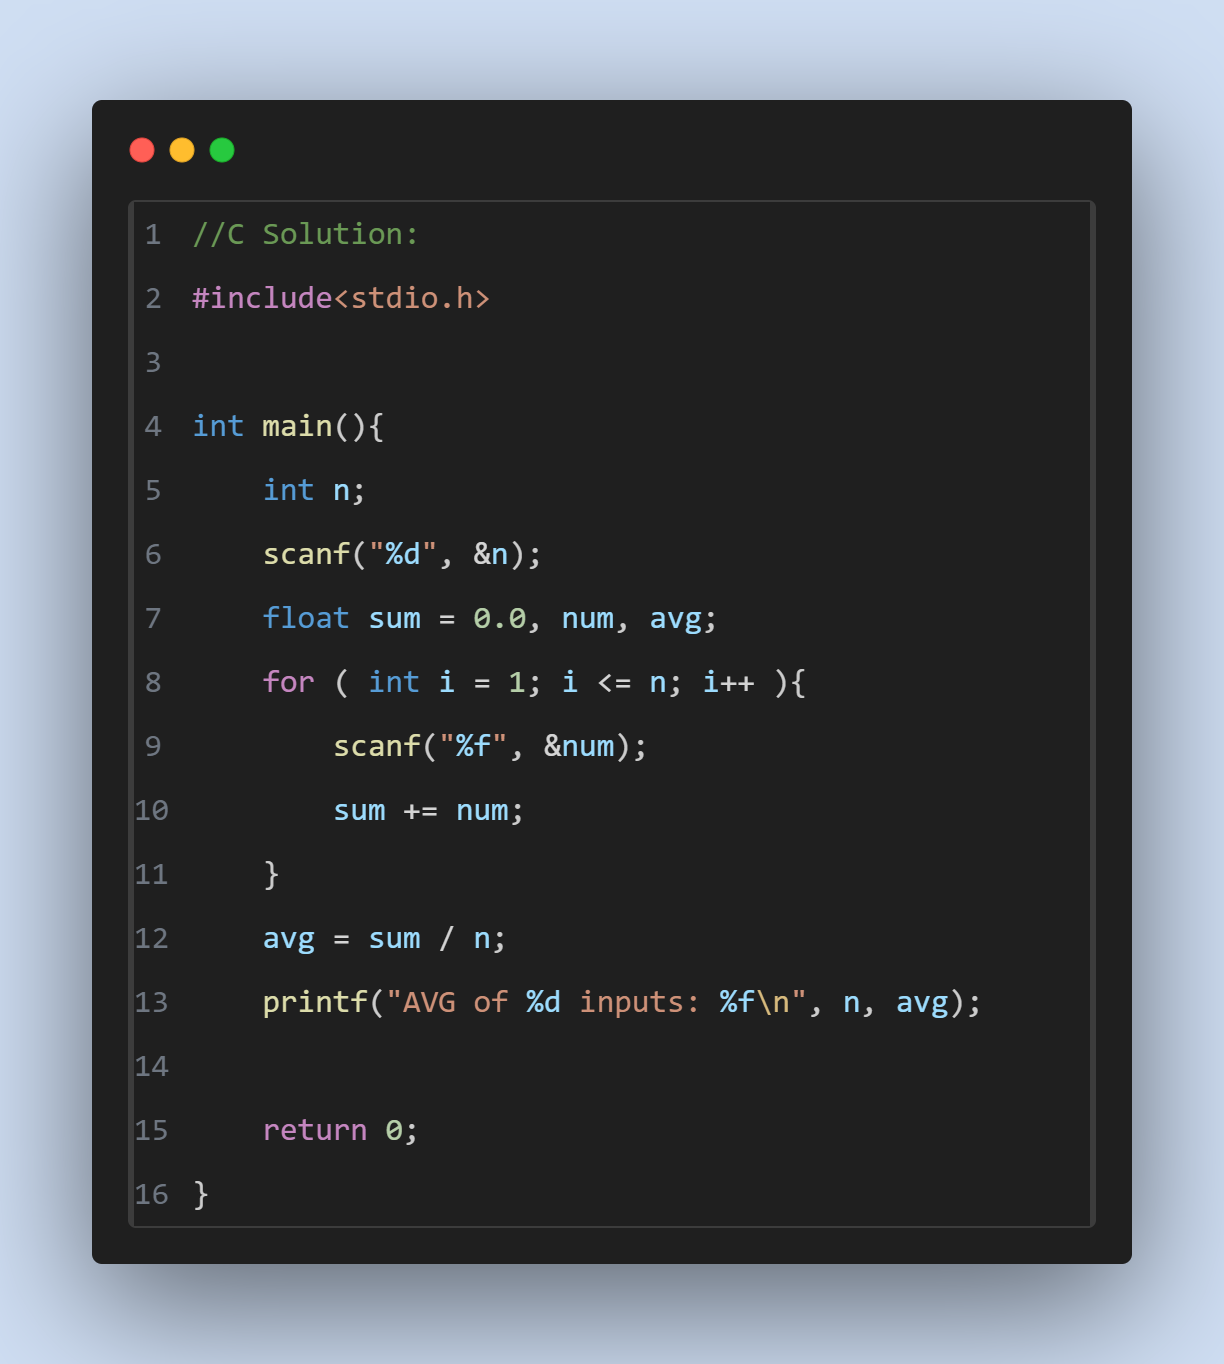 1 //C Solution:
2 #include<stdio.h>
3
4 int main(){
5     int n;
6     scanf("%d", &n);
7     float sum = 0.0, num, avg;
8     for ( int i = 1; i <= n; i++ ){
9         scanf("%f", &num);
10         sum += num;
11     }
12     avg = sum / n;
13     printf("AVG of %d inputs: %f\n", n, avg);
14
15     return 0;
16 }